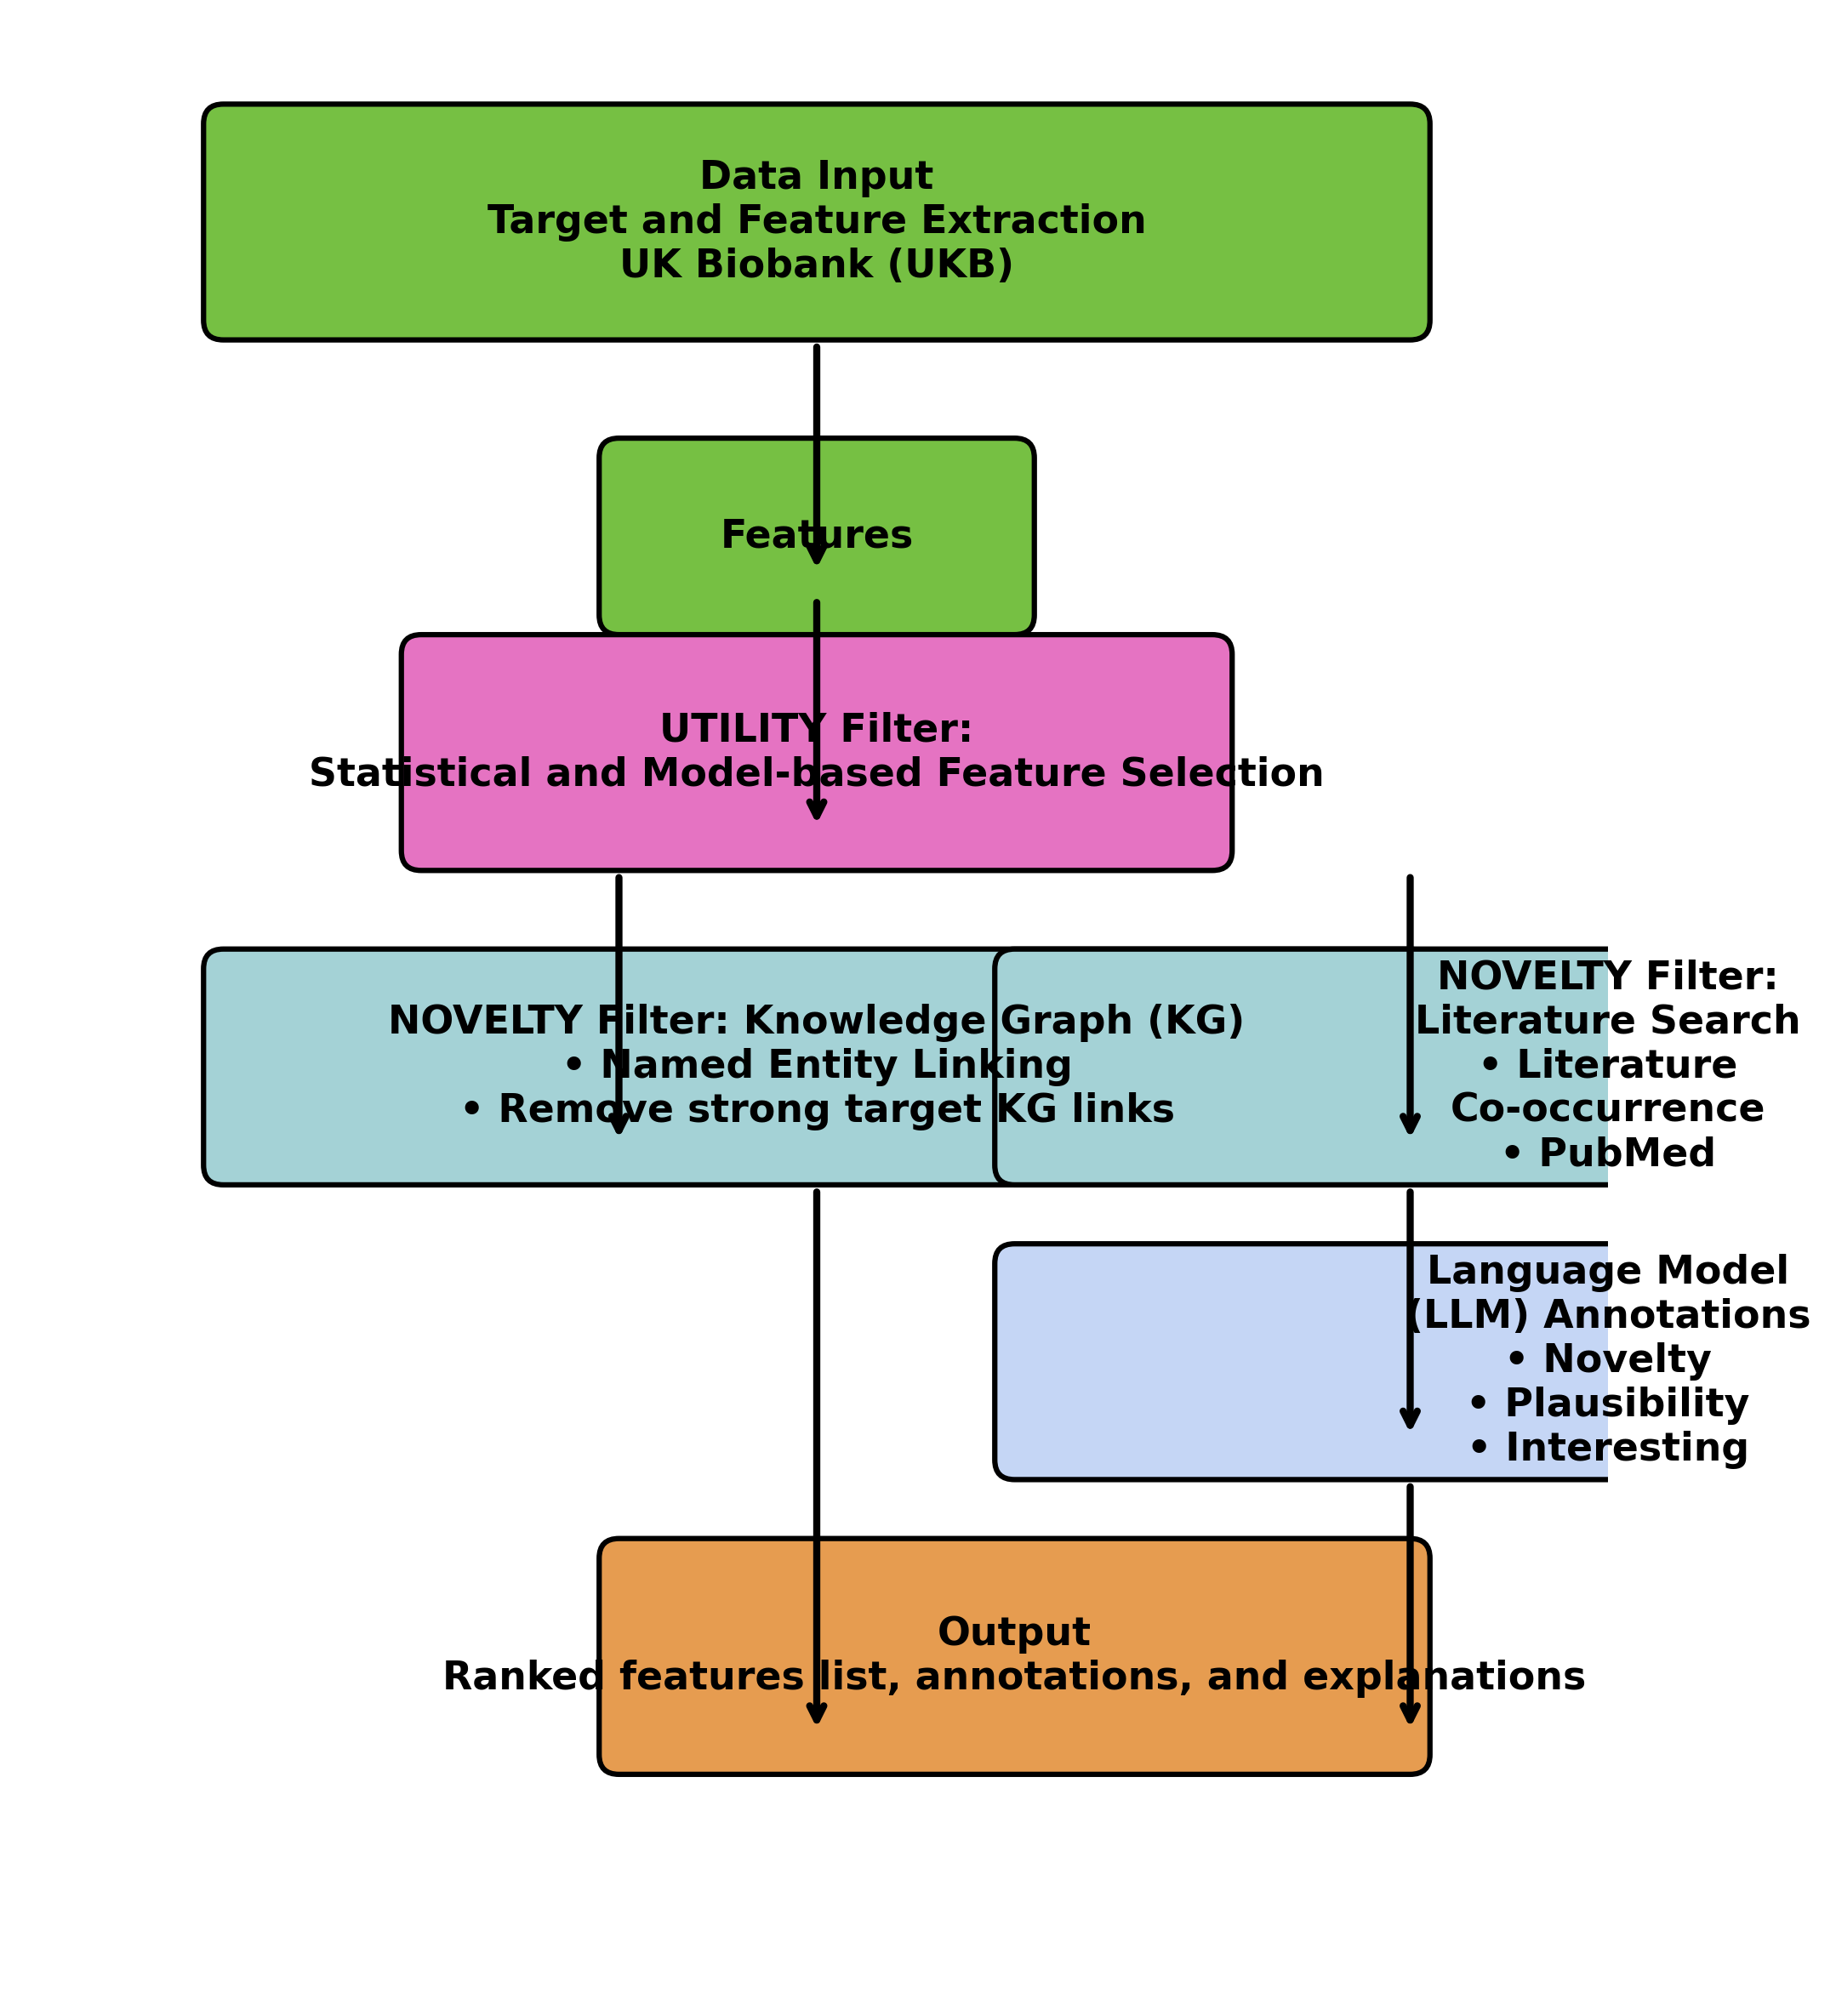 Data Input
Target and Feature Extraction
UK Biobank (UKB)
Features
UTILITY Filter:
Statistical and Model-based Feature Selection
NOVELTY Filter: Knowledge Graph (KG)
• Named Entity Linking
• Remove strong target KG links
NOVELTY Filter:
Literature Search
• Literature
Co-occurrence
• PubMed
Language Model
(LLM) Annotations
• Novelty
• Plausibility
• Interesting
Output
Ranked features list, annotations, and explanations